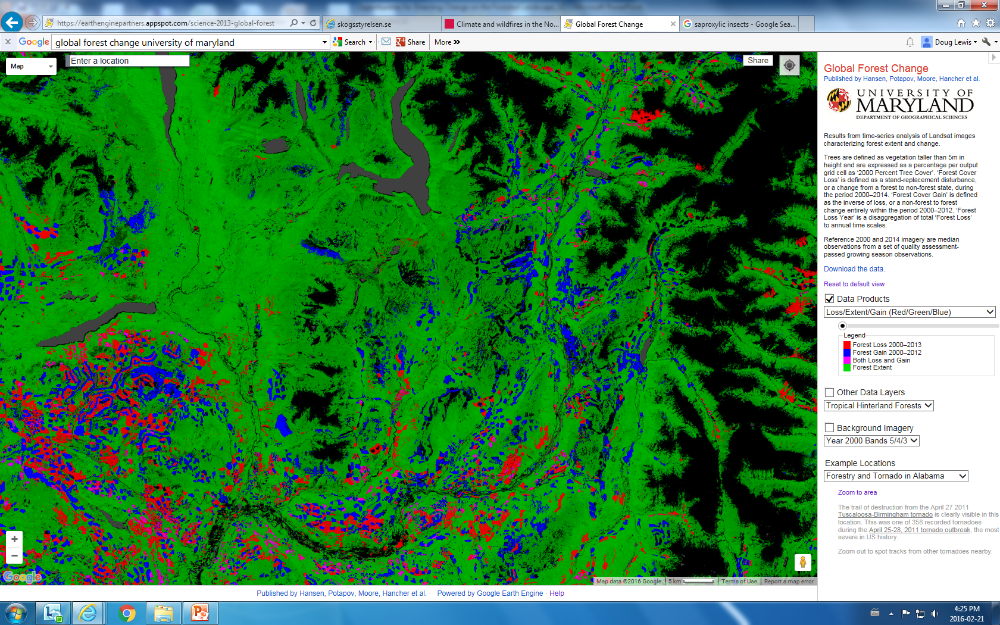 https://earthenginepartners.appspot.com/science-2013-global-forest
skogsstyrelsen.se
Climate and wildfires in the No...
Global Forest Change
saproxylic insects - Google Sea...
x Google
global forest change university of maryland
Search
Share
More »
Doug Lewis
Map
Enter a location
Share
Global Forest Change
Published by Hansen, Potapov, Moore, Hancher et al.
UNIVERSITY OF
MARYLAND
DEPARTMENT OF GEOGRAPHICAL SCIENCES
Results from time-series analysis of Landsat images
characterizing forest extent and change.
Trees are defined as vegetation taller than 5m in
height and are expressed as a percentage per output
grid cell as ‘2000 Percent Tree Cover’. ‘Forest Cover
Loss’ is defined as a stand-replacement disturbance,
or a change from a forest to non-forest state, during
the period 2000–2014. ‘Forest Cover Gain’ is defined
as the inverse of loss, or a non-forest to forest
change entirely within the period 2000–2012. ‘Forest
Loss Year’ is a disaggregation of total ‘Forest Loss’
to annual time scales.
Reference 2000 and 2014 imagery are median
observations from a set of quality assessment-
passed growing season observations.
Download the data.
Reset to default view
Data Products
Loss/Extent/Gain (Red/Green/Blue)
Legend
Forest Loss 2000–2013
Forest Gain 2000–2012
Both Loss and Gain
Forest Extent
Other Data Layers
Tropical Hinterland Forests
Background Imagery
Year 2000 Bands 5/4/3
Example Locations
Forestry and Tornado in Alabama
Zoom to area
The trail of destruction from the April 27 2011
Tuscaloosa-Birmingham tornado is clearly visible in this
location. This was one of 358 recorded tornadoes
during the April 25-28, 2011 tornado outbreak, the most
severe in US history.
Zoom out to spot tracks from other tornadoes nearby.
+
−
Google
Map data ©2016 Google
5 km
Terms of Use
Report a map error
Published by Hansen, Potapov, Moore, Hancher et al. · Powered by Google Earth Engine · Help
4:25 PM
2016-02-21